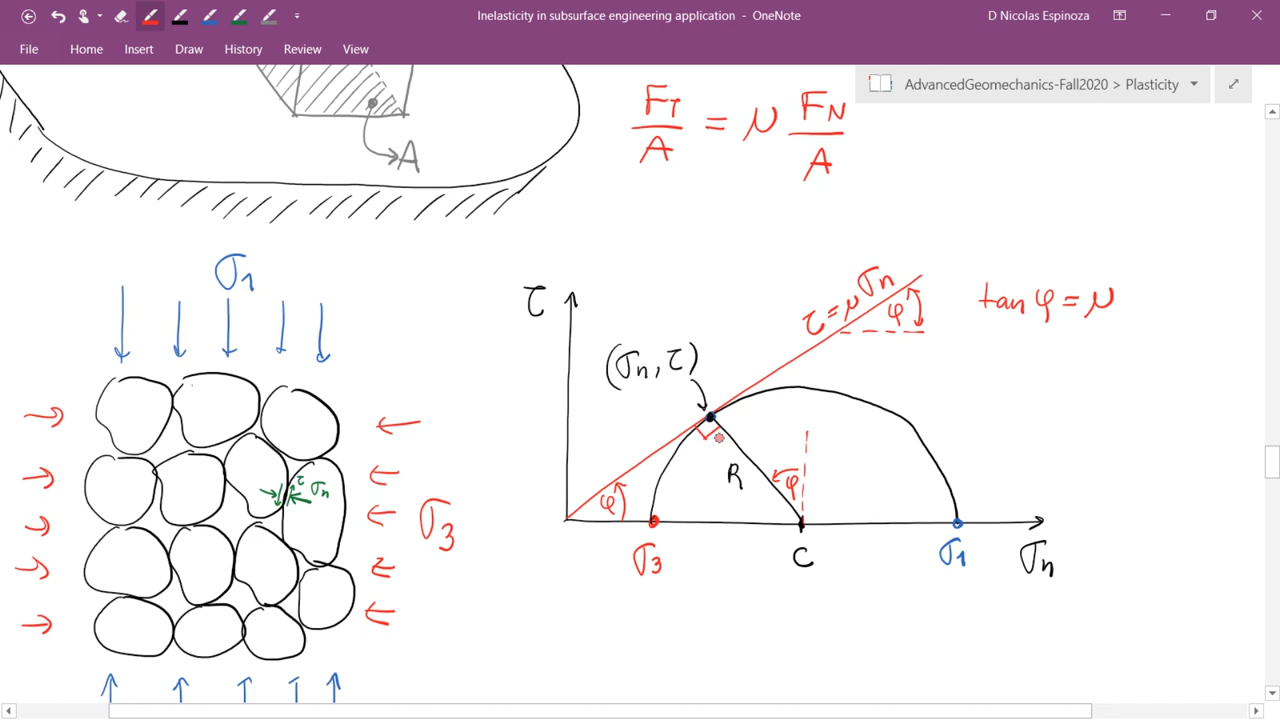 Inelasticity in subsurface engineering application - OneNote
D Nicolas Espinoza
File Home Insert Draw History Review View
AdvancedGeomechanics-Fall2020 > Plasticity
F_T/A = μ F_N/A
A
σ1
σ3
τ σn
τ
(σn, τ)
τ = μ σn
φ
tan φ = μ
φ
R
φ
σ3
C
σ1
σn